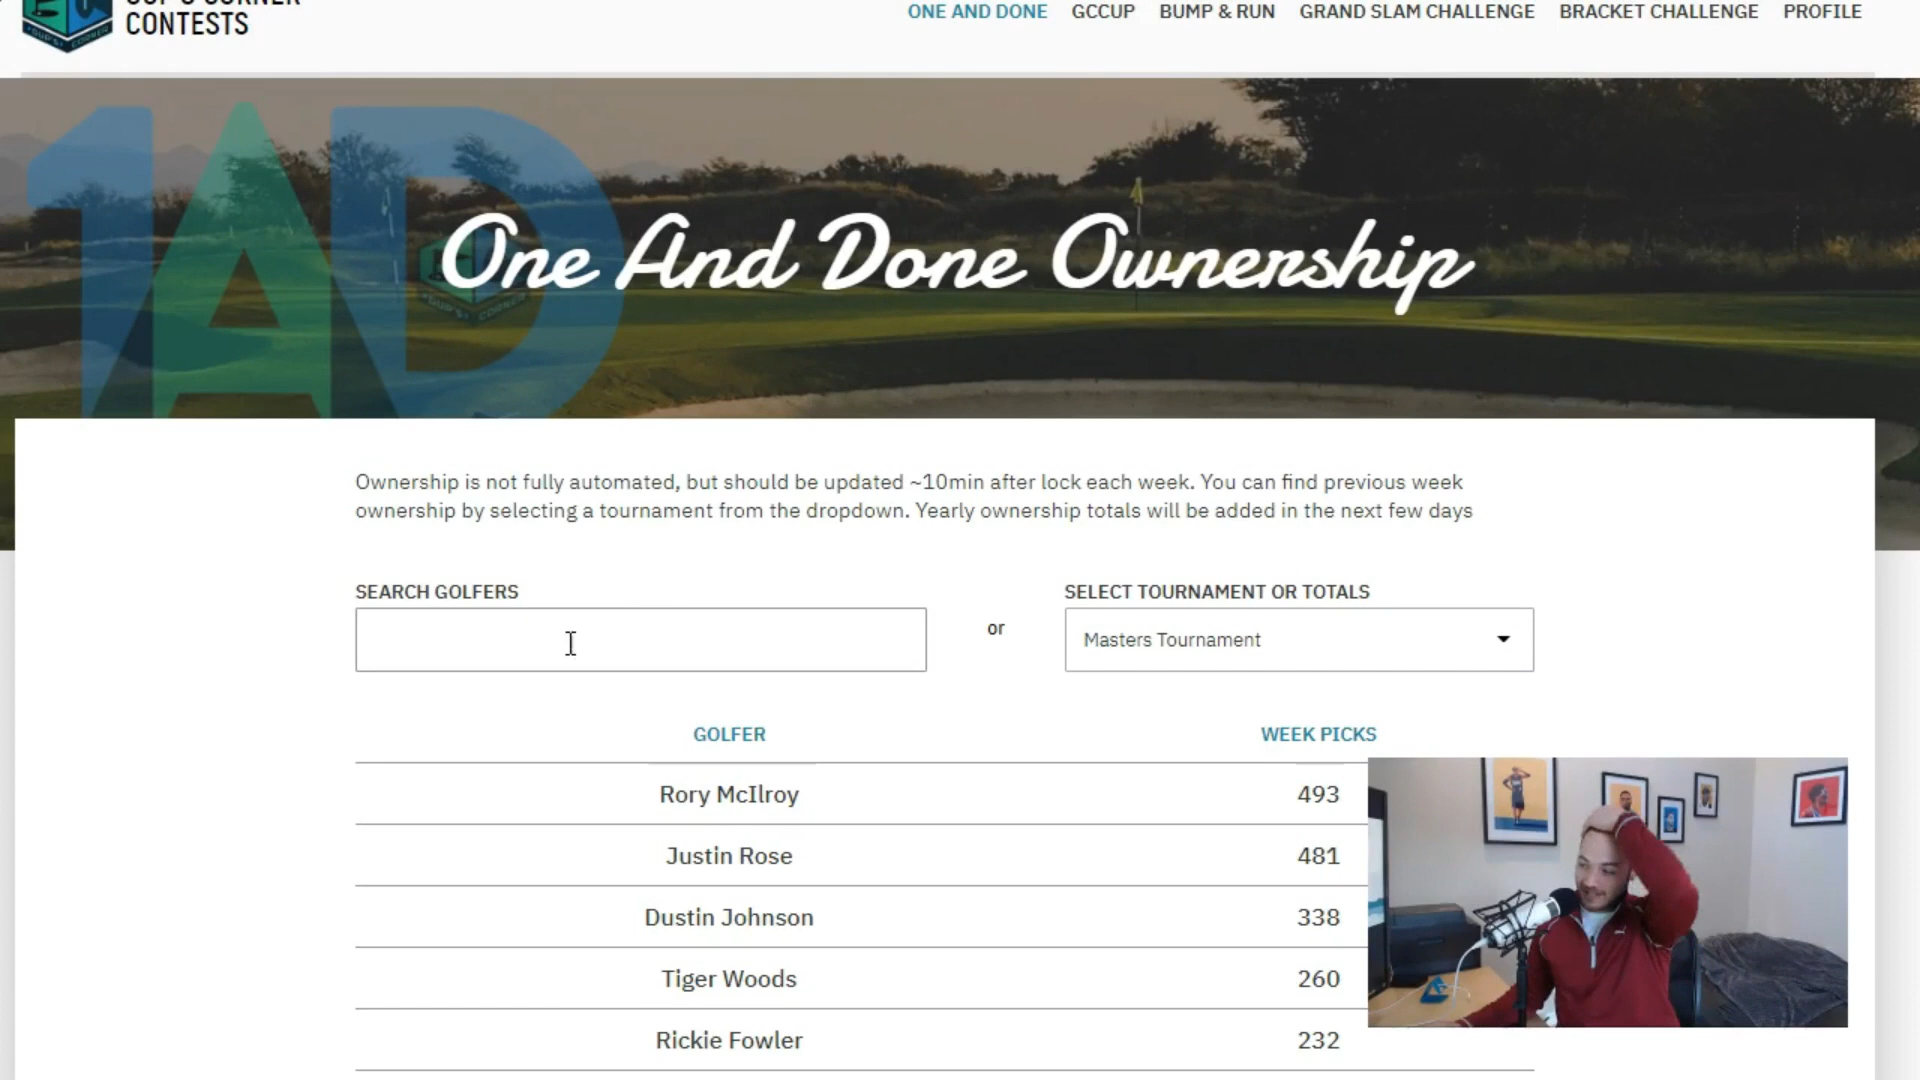 CONTESTS
ONE AND DONE GCCUP BUMP & RUN GRAND SLAM CHALLENGE BRACKET CHALLENGE PROFILE
1AD
One And Done Ownership
Ownership is not fully automated, but should be updated ~10min after lock each week. You can find previous week
ownership by selecting a tournament from the dropdown. Yearly ownership totals will be added in the next few days
SEARCH GOLFERS
or
SELECT TOURNAMENT OR TOTALS
Masters Tournament
GOLFER WEEK PICKS
Rory McIlroy 493
Justin Rose 481
Dustin Johnson 338
Tiger Woods 260
Rickie Fowler 232